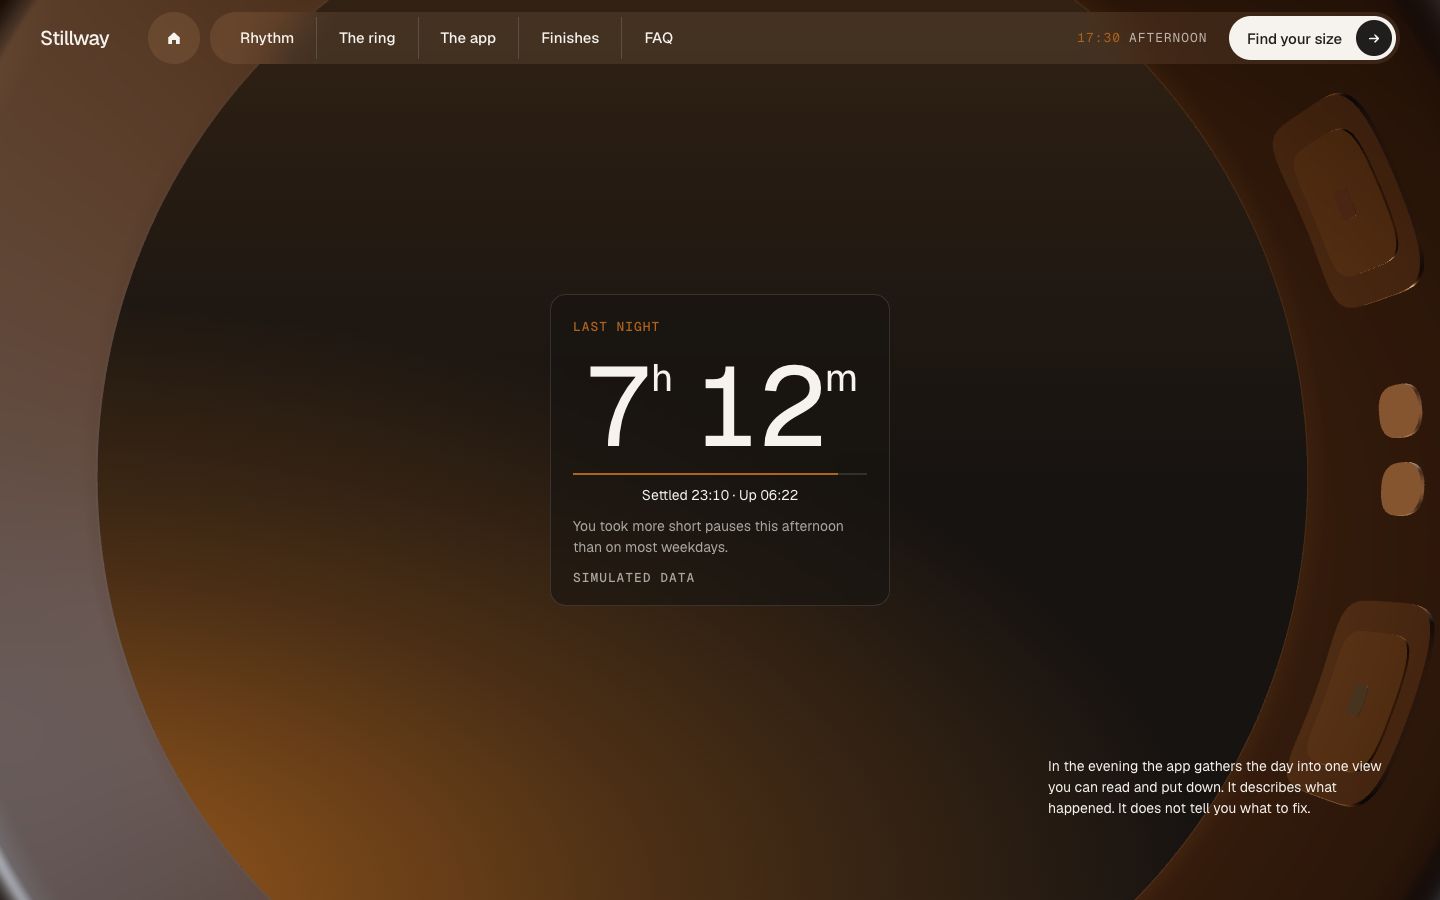 Stillway
Rhythm
The ring
The app
Finishes
FAQ
17:30 AFTERNOON
Find your size
LAST NIGHT
7h 12m
Settled 23:10 · Up 06:22
You took more short pauses this afternoon
than on most weekdays.
SIMULATED DATA
In the evening the app gathers the day into one view
you can read and put down. It describes what
happened. It does not tell you what to fix.